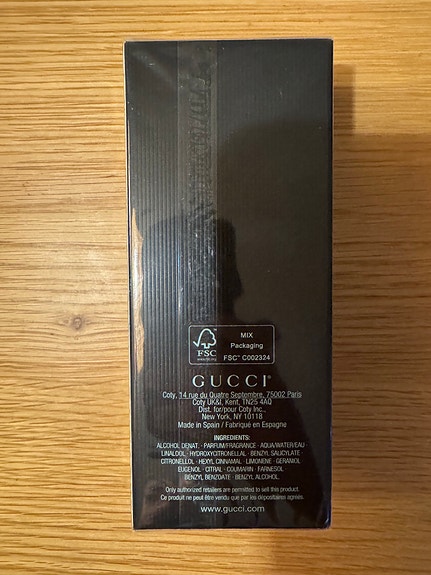 FSC
MIX
Packaging
FSC™ C002324
GUCCI®
Coty, 14 rue du Quatre Septembre, 75002 Paris
Coty UK&I, Kent, TN25 4AQ
Dist. for/pour Coty Inc.,
New York, NY 10118
Made in Spain / Fabriqué en Espagne
INGREDIENTS:
ALCOHOL DENAT. · PARFUM/FRAGRANCE · AQUA/WATER/EAU
LINALOOL · HYDROXYCITRONELLAL · BENZYL SALICYLATE
CITRONELLOL · HEXYL CINNAMAL · LIMONENE · GERANIOL
EUGENOL · CITRAL · COUMARIN · FARNESOL
BENZYL BENZOATE · BENZYL ALCOHOL.
Only authorized retailers are permitted to sell this product.
Ce produit ne peut être vendu que par les dépositaires agréés.
www.gucci.com